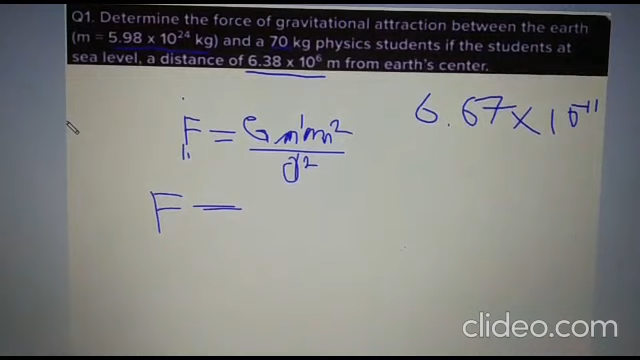 Q1. Determine the force of gravitational attraction between the earth
(m = 5.98 x 10²⁴ kg) and a 70 kg physics students if the students at
sea level, a distance of 6.38 x 10⁶ m from earth's center.
6.67 x 10⁻¹¹
F = G m¹m²
d²
F =
clideo.com